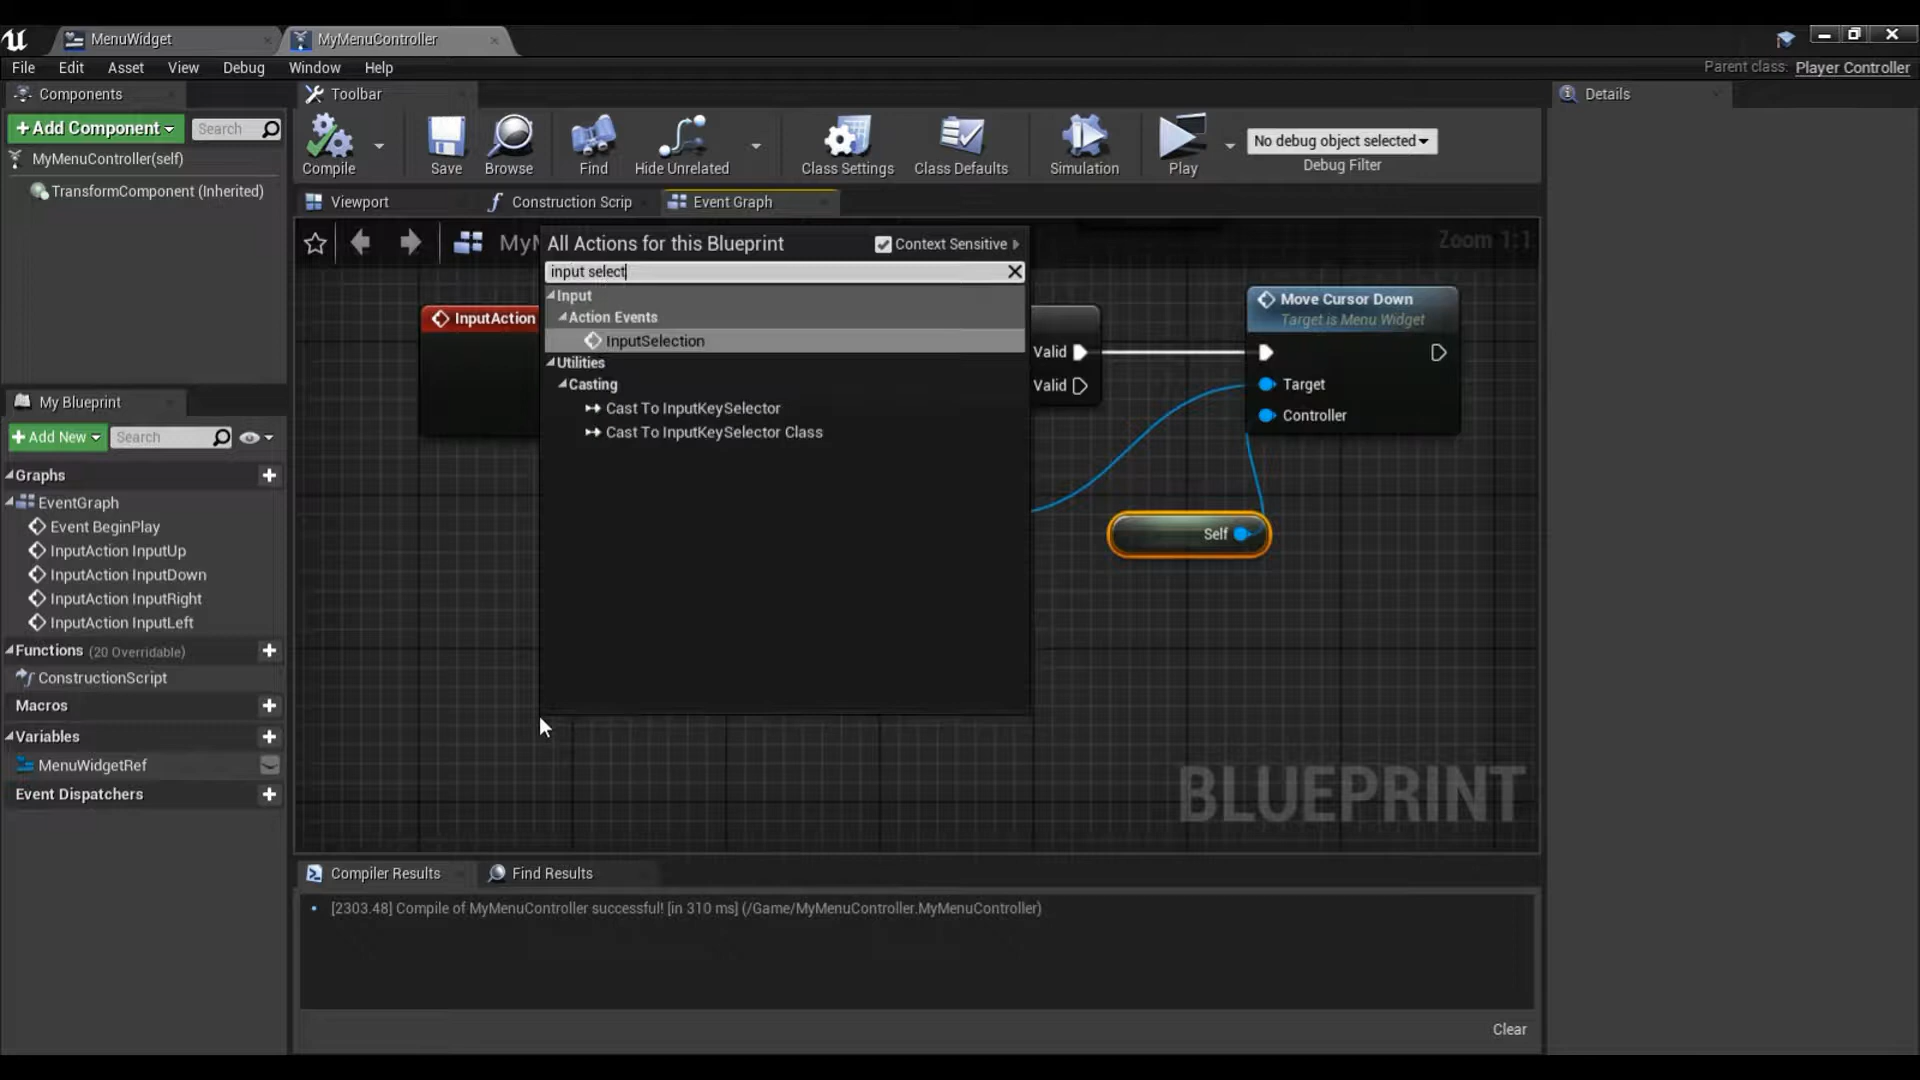 MenuWidget
MyMenuController
File Edit Asset View Debug Window Help
Parent class: Player Controller
Components
+Add Component
Search
MyMenuController(self)
TransformComponent (Inherited)
Toolbar
Compile
Save
Browse
Find
Hide Unrelated
Class Settings
Class Defaults
Simulation
Play
No debug object selected
Debug Filter
Details
Viewport
Construction Scrip
Event Graph
Zoom 1:1
All Actions for this Blueprint
Context Sensitive
input select
Input
Action Events
InputSelection
Utilities
Casting
Cast To InputKeySelector
Cast To InputKeySelector Class
InputAction
Valid
Valid
Move Cursor Down
Target is Menu Widget
Target
Controller
Self
BLUEPRINT
My Blueprint
+Add New
Search
Graphs
EventGraph
Event BeginPlay
InputAction InputUp
InputAction InputDown
InputAction InputRight
InputAction InputLeft
Functions (20 Overridable)
ConstructionScript
Macros
Variables
MenuWidgetRef
Event Dispatchers
Compiler Results
Find Results
[2303.48] Compile of MyMenuController successful! [in 310 ms] (/Game/MyMenuController.MyMenuController)
Clear